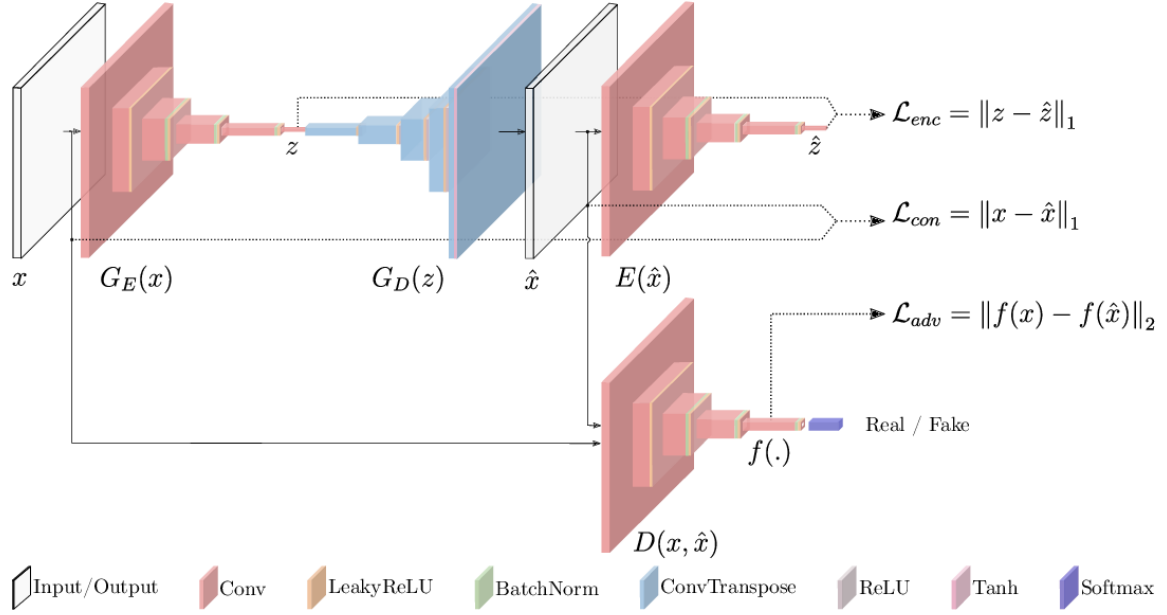 z
ẑ
ℒ_enc = ‖z − ẑ‖₁
ℒ_con = ‖x − x̂‖₁
x
G_E(x)
G_D(z)
x̂
E(x̂)
ℒ_adv = ‖f(x) − f(x̂)‖₂
Real / Fake
f(.)
D(x, x̂)
Input/Output Conv LeakyReLU BatchNorm ConvTranspose ReLU Tanh Softmax